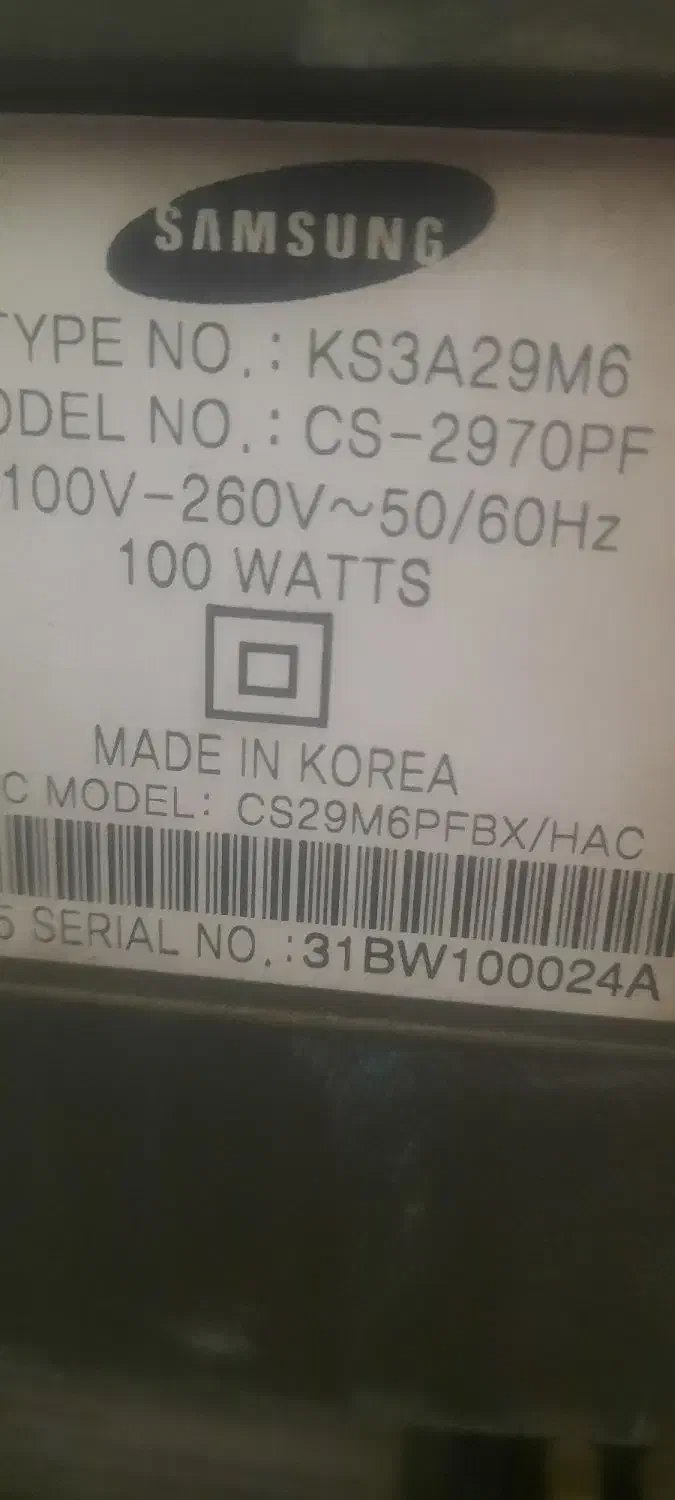 SAMSUNG
TYPE NO.: KS3A29M6
MODEL NO.: CS-2970PF
100V-260V~50/60Hz
100 WATTS
MADE IN KOREA
C MODEL: CS29M6PFBX/HAC
5 SERIAL NO.:31BW100024A